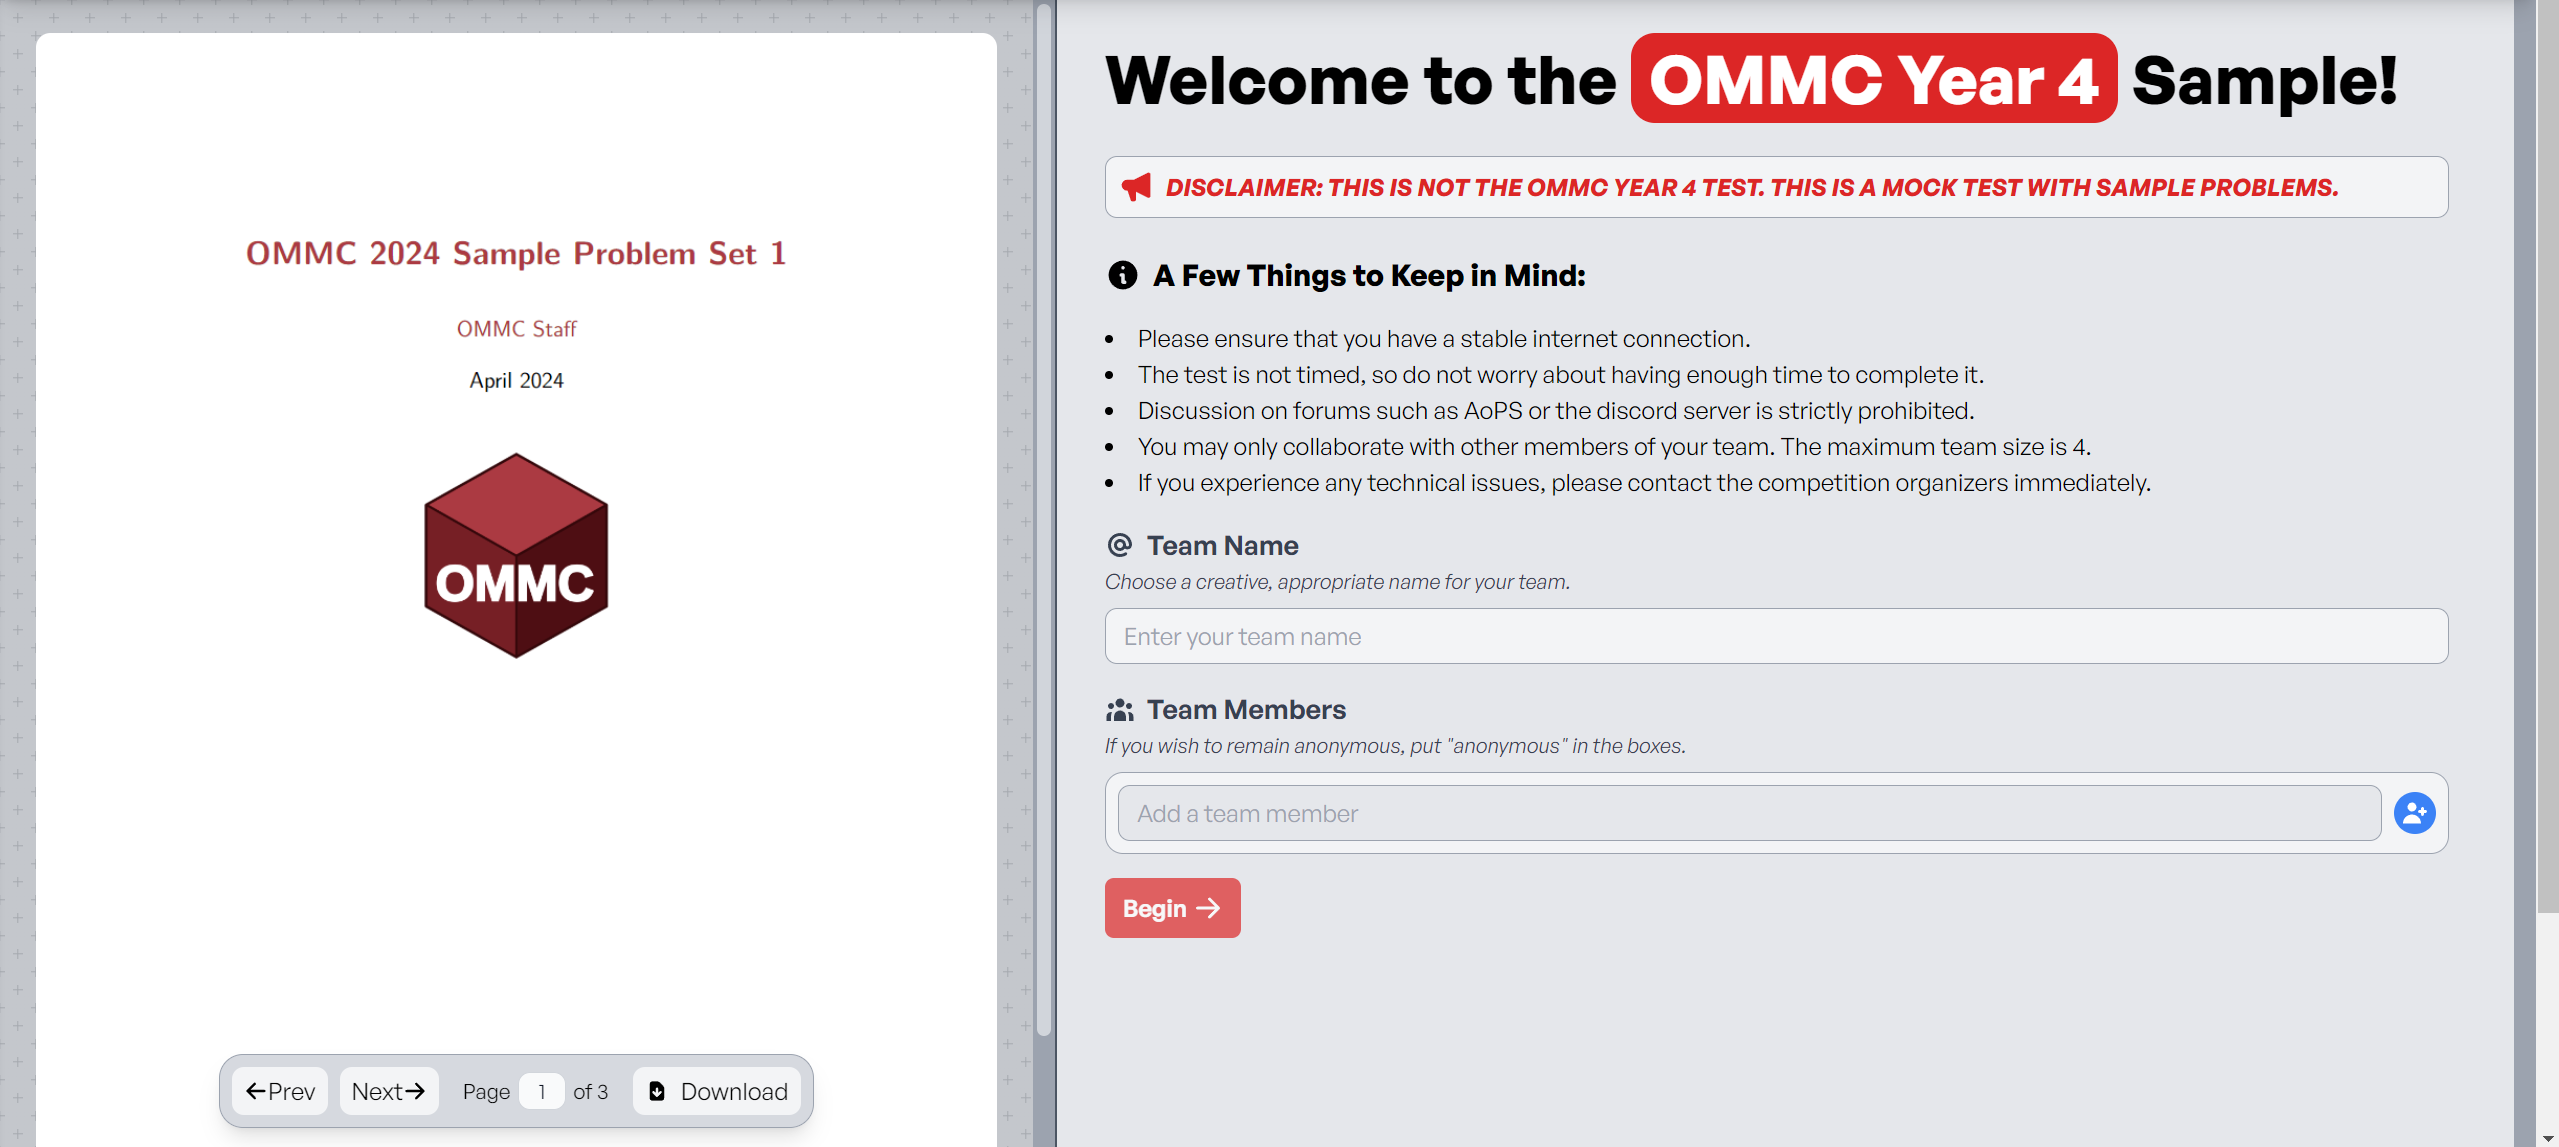 OMMC 2024 Sample Problem Set 1
OMMC Staff
April 2024
OMMC
Prev
Next
Page 1 of 3
Download
Welcome to the OMMC Year 4 Sample!
DISCLAIMER: THIS IS NOT THE OMMC YEAR 4 TEST. THIS IS A MOCK TEST WITH SAMPLE PROBLEMS.
A Few Things to Keep in Mind:
Please ensure that you have a stable internet connection.
The test is not timed, so do not worry about having enough time to complete it.
Discussion on forums such as AoPS or the discord server is strictly prohibited.
You may only collaborate with other members of your team. The maximum team size is 4.
If you experience any technical issues, please contact the competition organizers immediately.
Team Name
Choose a creative, appropriate name for your team.
Enter your team name
Team Members
If you wish to remain anonymous, put "anonymous" in the boxes.
Add a team member
Begin